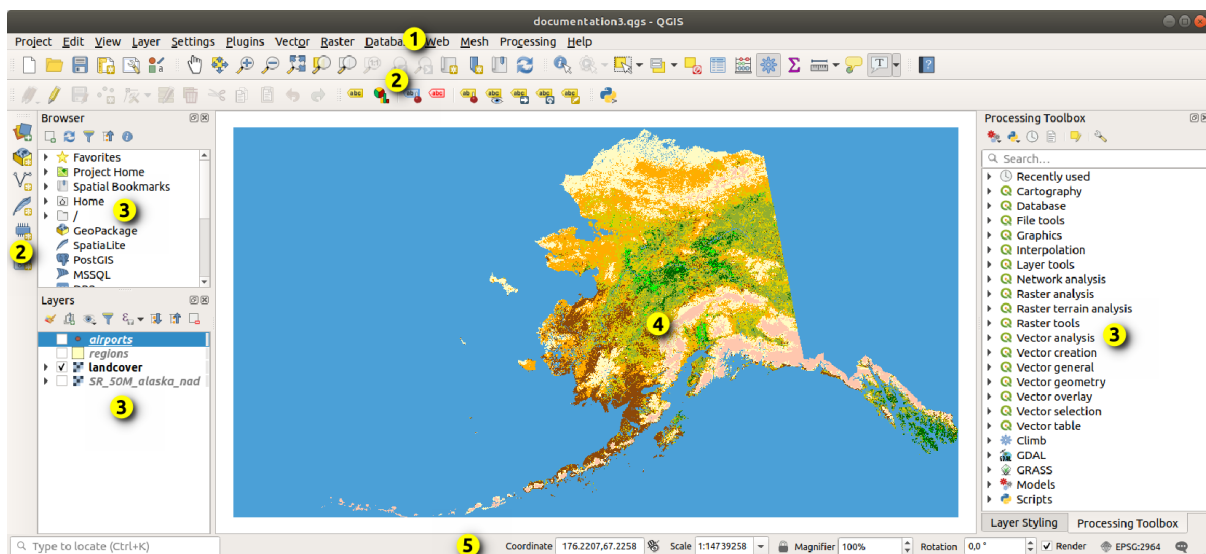 documentation3.qgs - QGIS
Project Edit View Layer Settings Plugins Vector Raster Database Web Mesh Processing Help
1
2
Browser
Favorites
Project Home
Spatial Bookmarks
Home
/
GeoPackage
SpatiaLite
PostGIS
MSSQL
3
2
Layers
airports
regions
landcover
SR_50M_alaska_nad
3
4
Processing Toolbox
Search...
Recently used
Cartography
Database
File tools
Graphics
Interpolation
Layer tools
Network analysis
Raster analysis
Raster terrain analysis
Raster tools
Vector analysis
Vector creation
Vector general
Vector geometry
Vector overlay
Vector selection
Vector table
Climb
GDAL
GRASS
Models
Scripts
3
Layer Styling Processing Toolbox
Type to locate (Ctrl+K) 5 Coordinate 176.2207,67.2258 Scale 1:14739258 Magnifier 100% Rotation 0,0 ° Render EPSG:2964